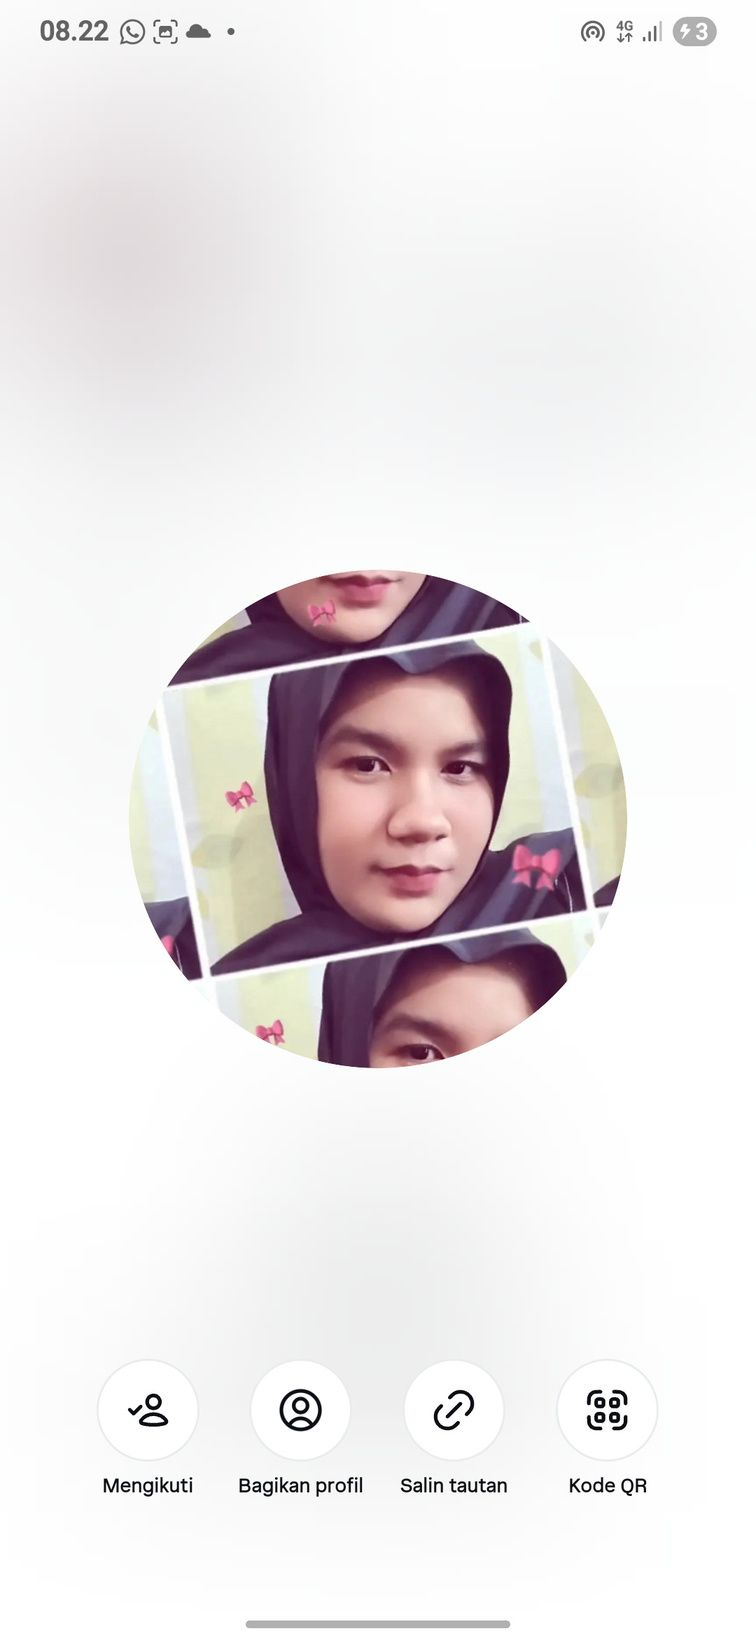 08.22
4G
3
Mengikuti
Bagikan profil
Salin tautan
Kode QR